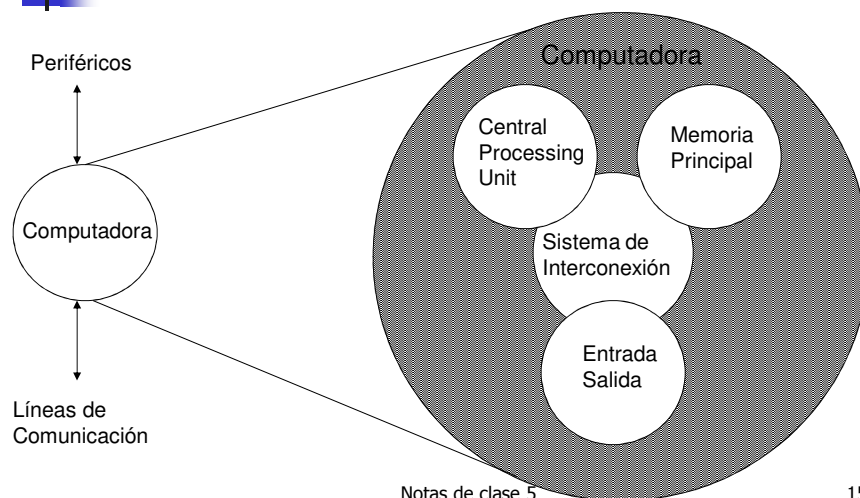 Periféricos
Computadora
Líneas de
Comunicación
Computadora
Central
Processing
Unit
Memoria
Principal
Sistema de
Interconexión
Entrada
Salida
Notas de clase 5